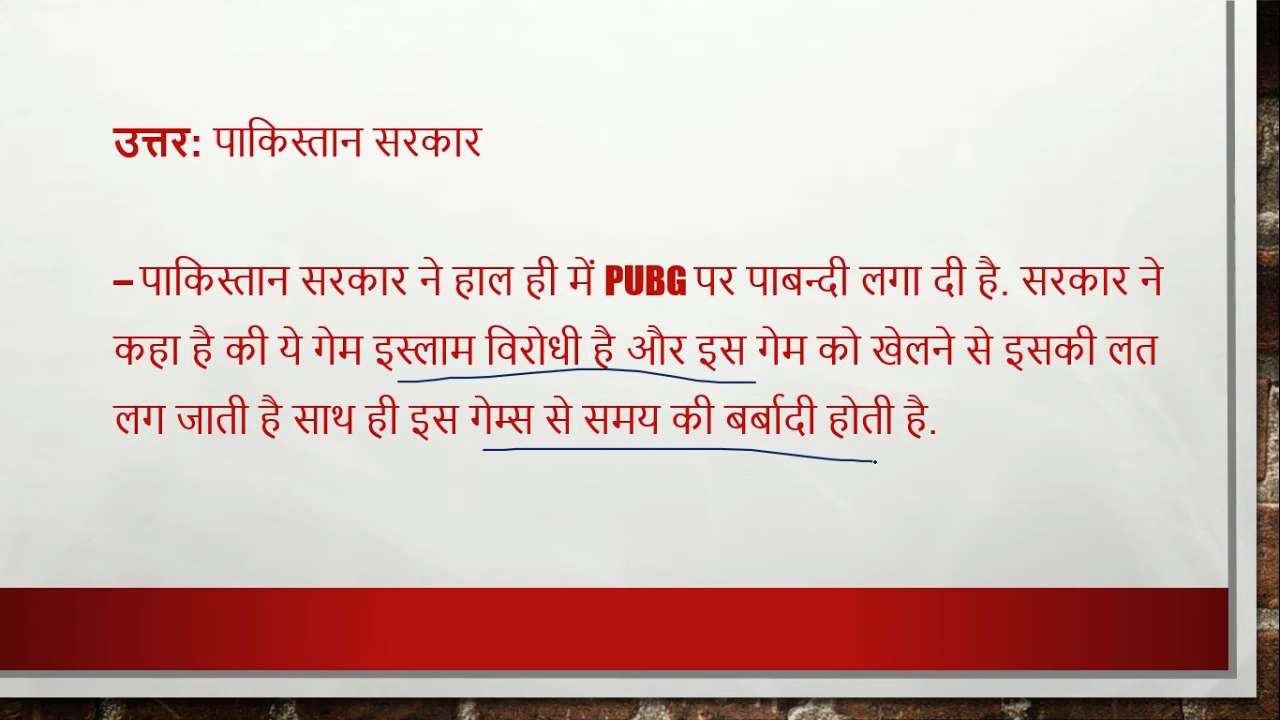 उत्तर: पाकिस्तान सरकार
– पाकिस्तान सरकार ने हाल ही में PUBG पर पाबन्दी लगा दी है. सरकार ने
कहा है की ये गेम इस्लाम विरोधी है और इस गेम को खेलने से इसकी लत
लग जाती है साथ ही इस गेम्स से समय की बर्बादी होती है.